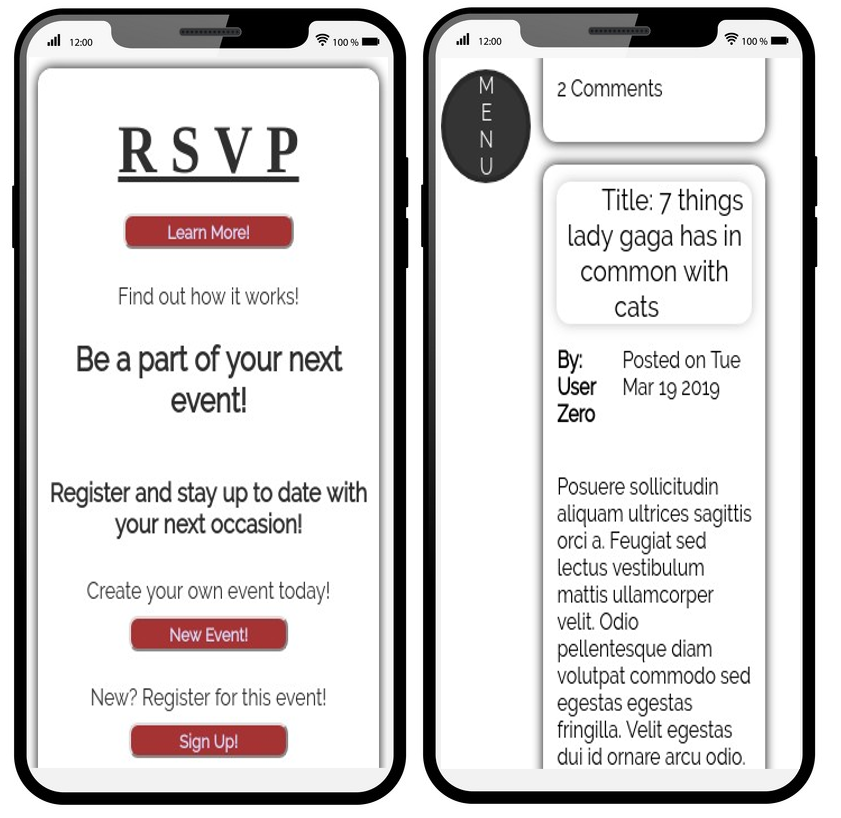 12:00
100 %
RSVP
Learn More!
Find out how it works!
Be a part of your next
event!
Register and stay up to date with
your next occasion!
Create your own event today!
New Event!
New? Register for this event!
Sign Up!
12:00
100 %
M
E
N
U
2 Comments
Title: 7 things
lady gaga has in
common with
cats
By:
User
Zero
Posted on Tue
Mar 19 2019
Posuere sollicitudin
aliquam ultrices sagittis
orci a. Feugiat sed
lectus vestibulum
mattis ullamcorper
velit. Odio
pellentesque diam
volutpat commodo sed
egestas egestas
fringilla. Velit egestas
dui id ornare arcu odio.